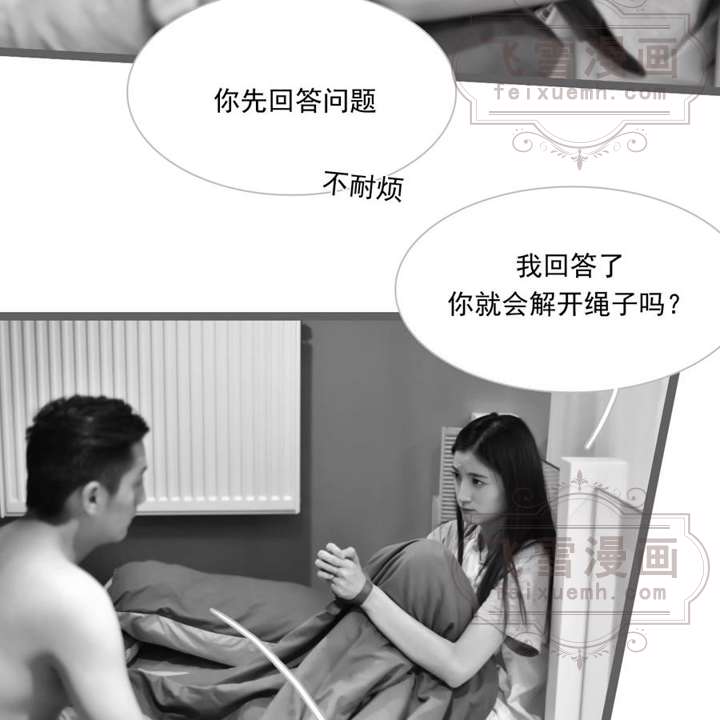 飞雪漫画
feixuemh.com
你先回答问题
不耐烦
我回答了
你就会解开绳子吗？
飞雪漫画
feixuemh.com